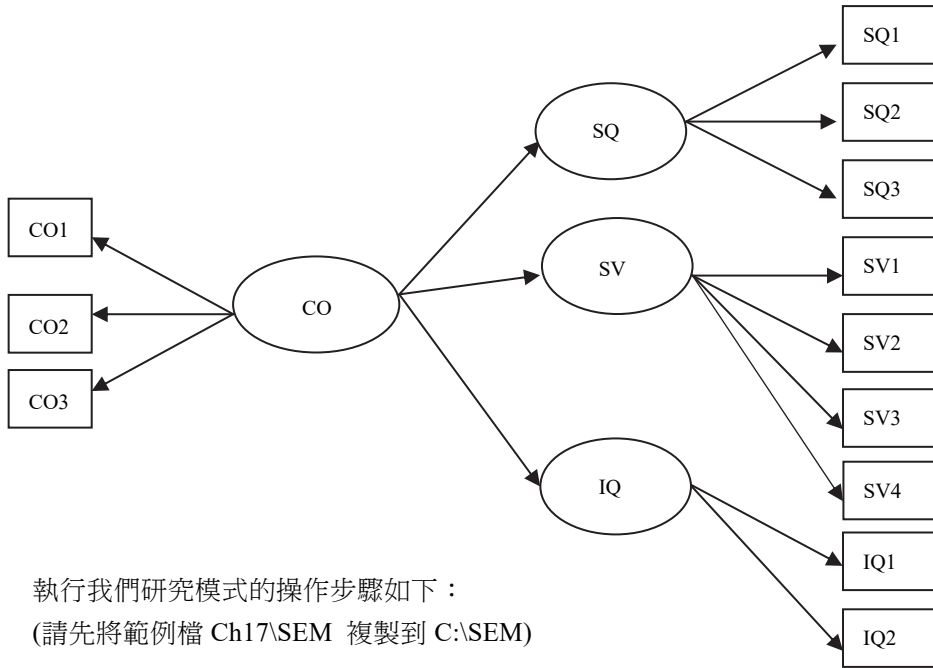 SQ1
SQ
SQ2
SQ3
CO1
SV1
SV
CO
CO2
SV2
CO3
SV3
IQ
SV4
IQ1
執行我們研究模式的操作步驟如下：
(請先將範例檔 Ch17\SEM 複製到 C:\SEM)
IQ2